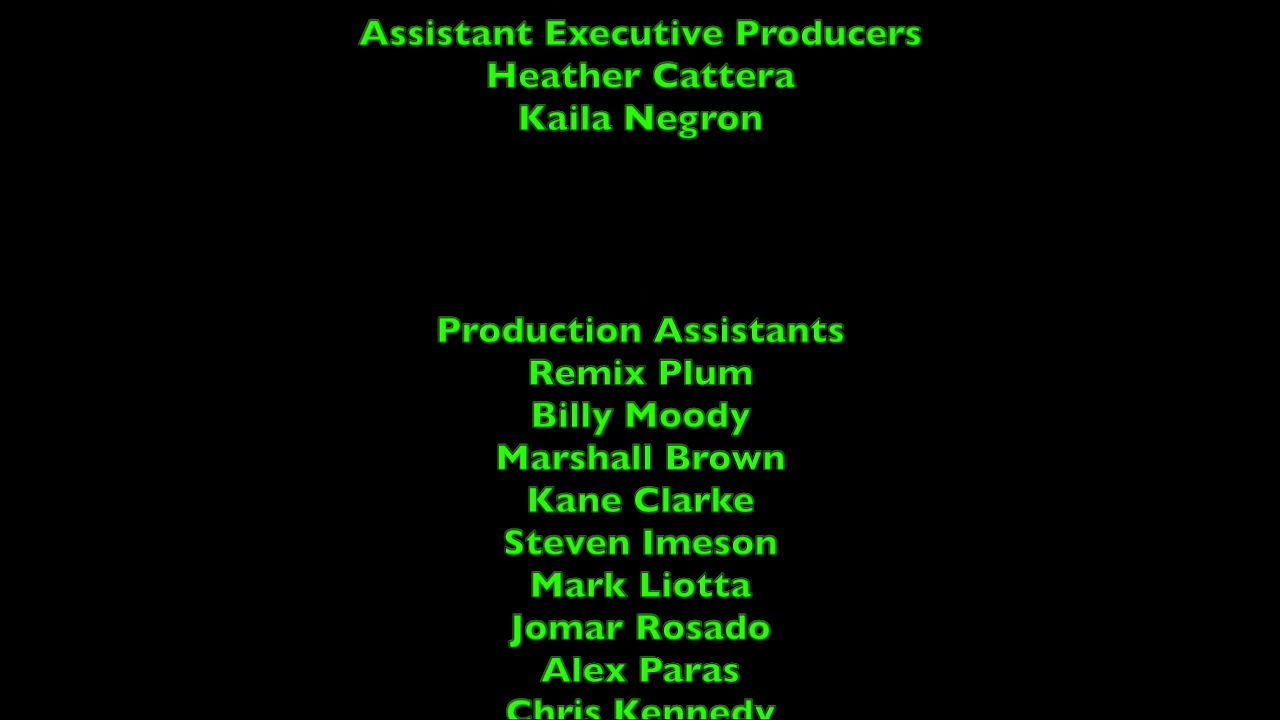 Assistant Executive Producers
Heather Cattera
Kaila Negron
Production Assistants
Remix Plum
Billy Moody
Marshall Brown
Kane Clarke
Steven Imeson
Mark Liotta
Jomar Rosado
Alex Paras
Chris Kennedy